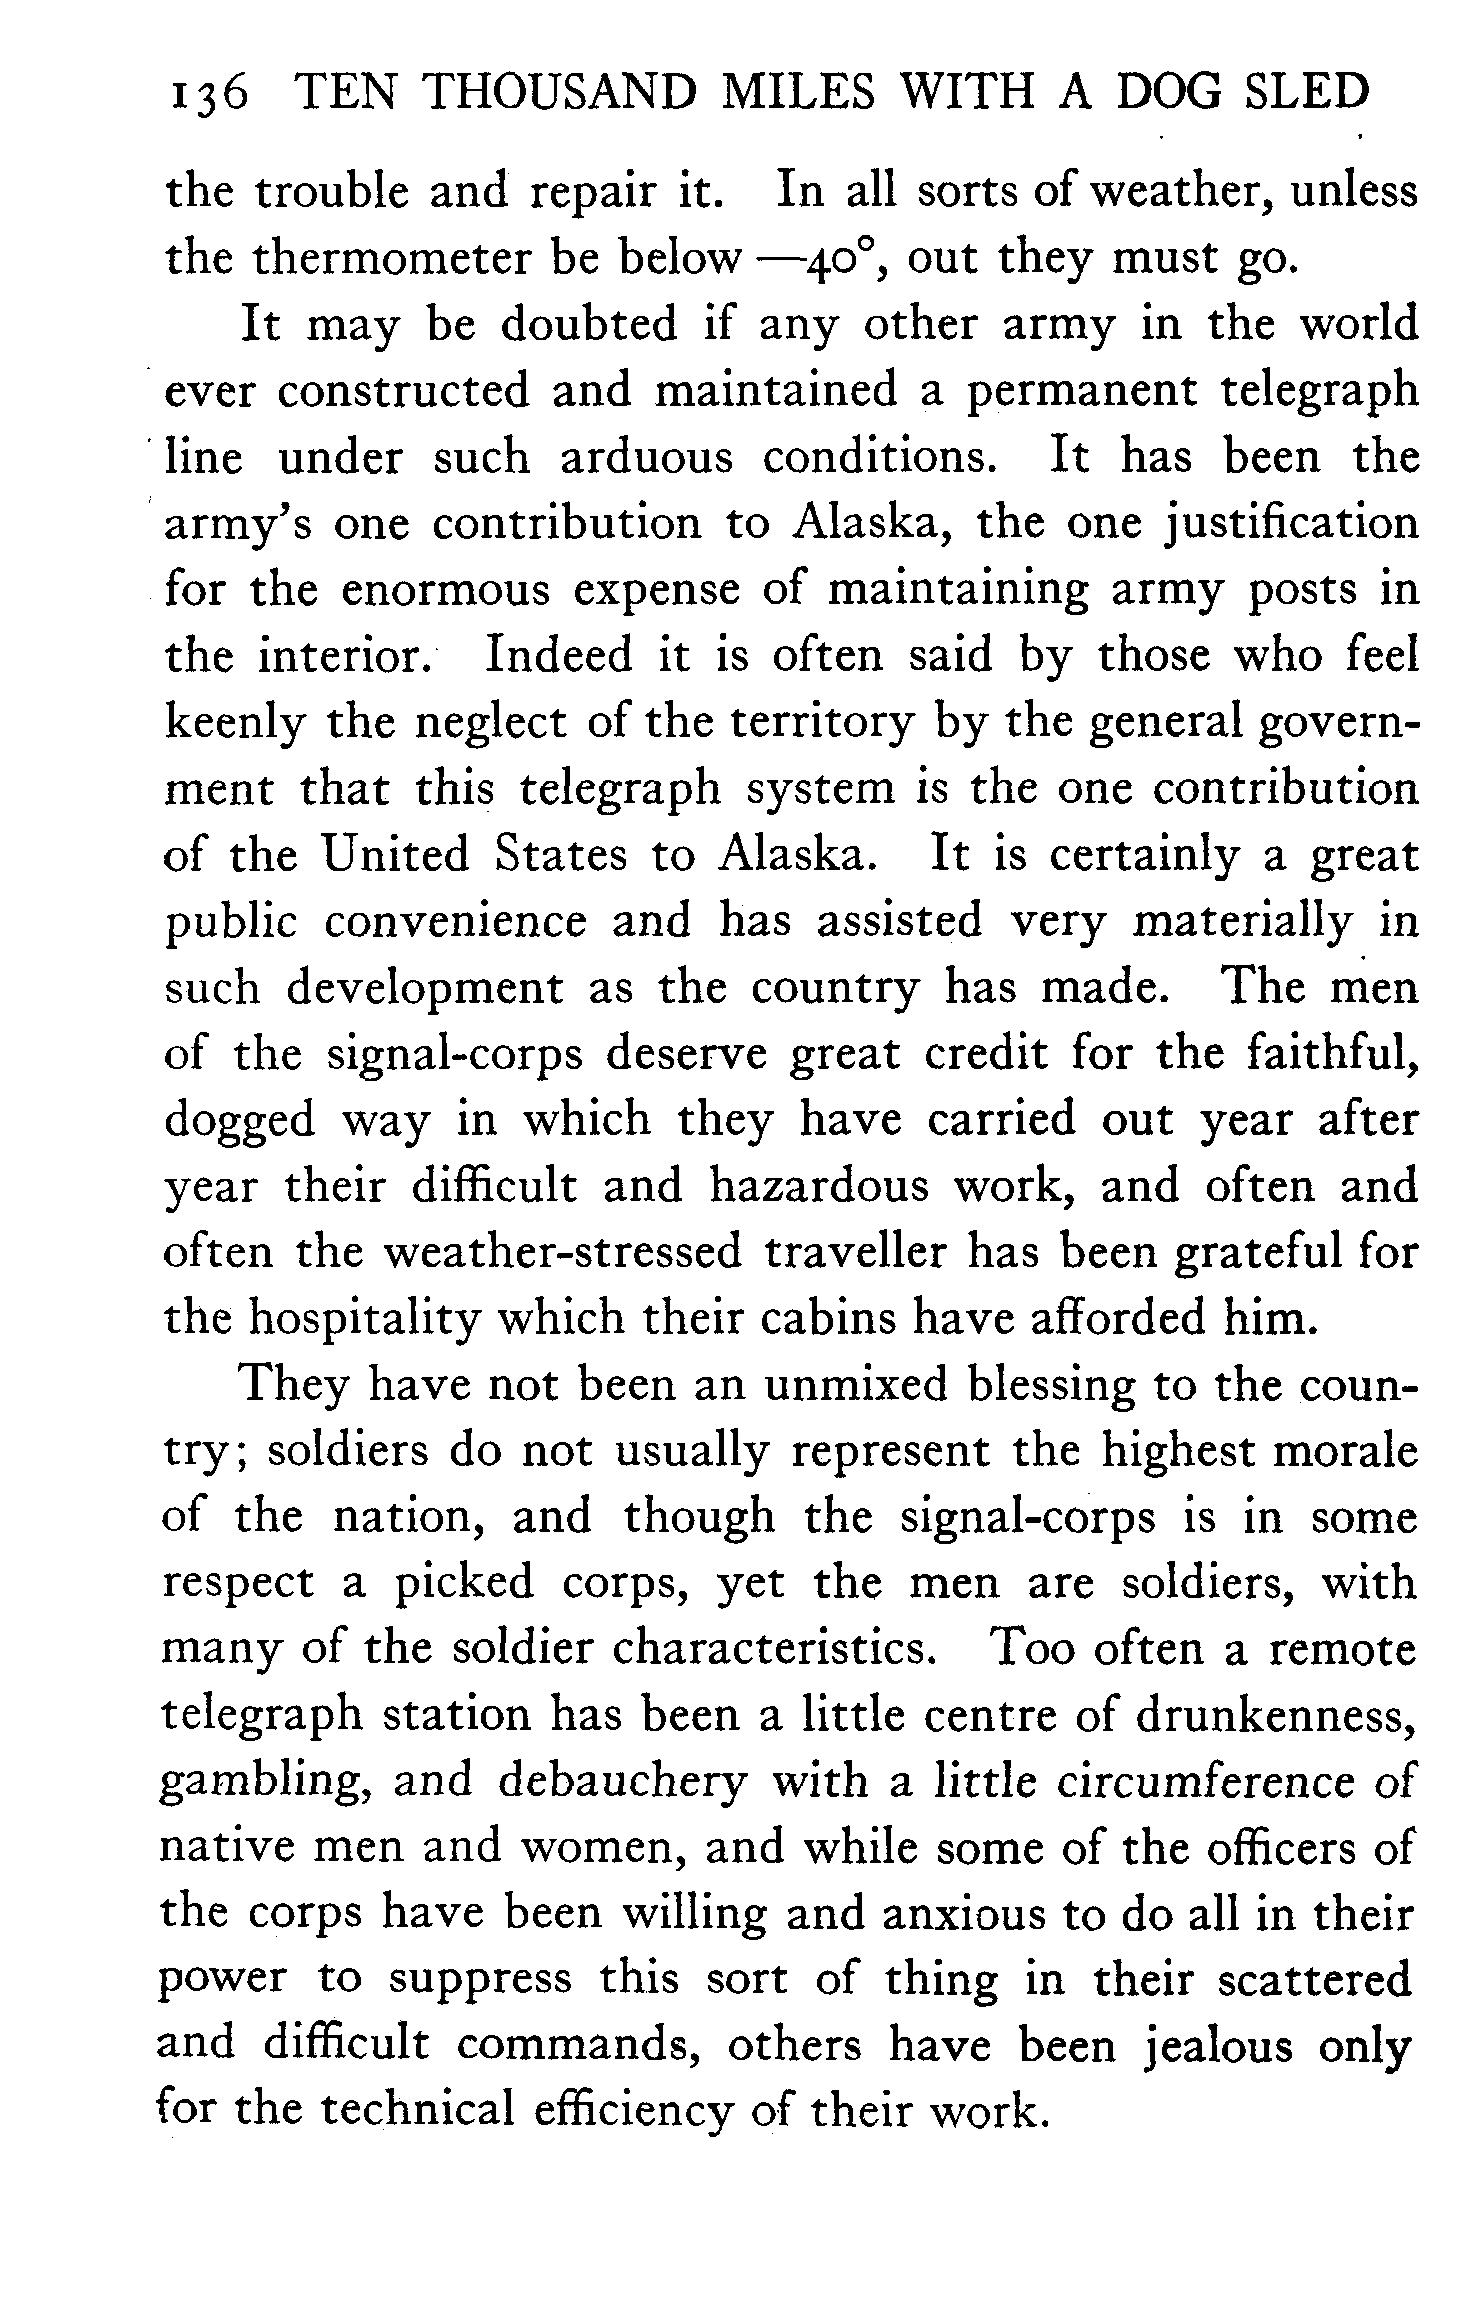 136 TEN THOUSAND MILES WITH A DOG SLED
the trouble and repair it. In all sorts of weather, unless
the thermometer be below —40°, out they must go.
It may be doubted if any other army in the world
ever constructed and maintained a permanent telegraph
line under such arduous conditions. It has been the
army's one contribution to Alaska, the one justification
for the enormous expense of maintaining army posts in
the interior. Indeed it is often said by those who feel
keenly the neglect of the territory by the general govern-
ment that this telegraph system is the one contribution
of the United States to Alaska. It is certainly a great
public convenience and has assisted very materially in
such development as the country has made. The men
of the signal-corps deserve great credit for the faithful,
dogged way in which they have carried out year after
year their difficult and hazardous work, and often and
often the weather-stressed traveller has been grateful for
the hospitality which their cabins have afforded him.
They have not been an unmixed blessing to the coun-
try; soldiers do not usually represent the highest morale
of the nation, and though the signal-corps is in some
respect a picked corps, yet the men are soldiers, with
many of the soldier characteristics. Too often a remote
telegraph station has been a little centre of drunkenness,
gambling, and debauchery with a little circumference of
native men and women, and while some of the officers of
the corps have been willing and anxious to do all in their
power to suppress this sort of thing in their scattered
and difficult commands, others have been jealous only
for the technical efficiency of their work.